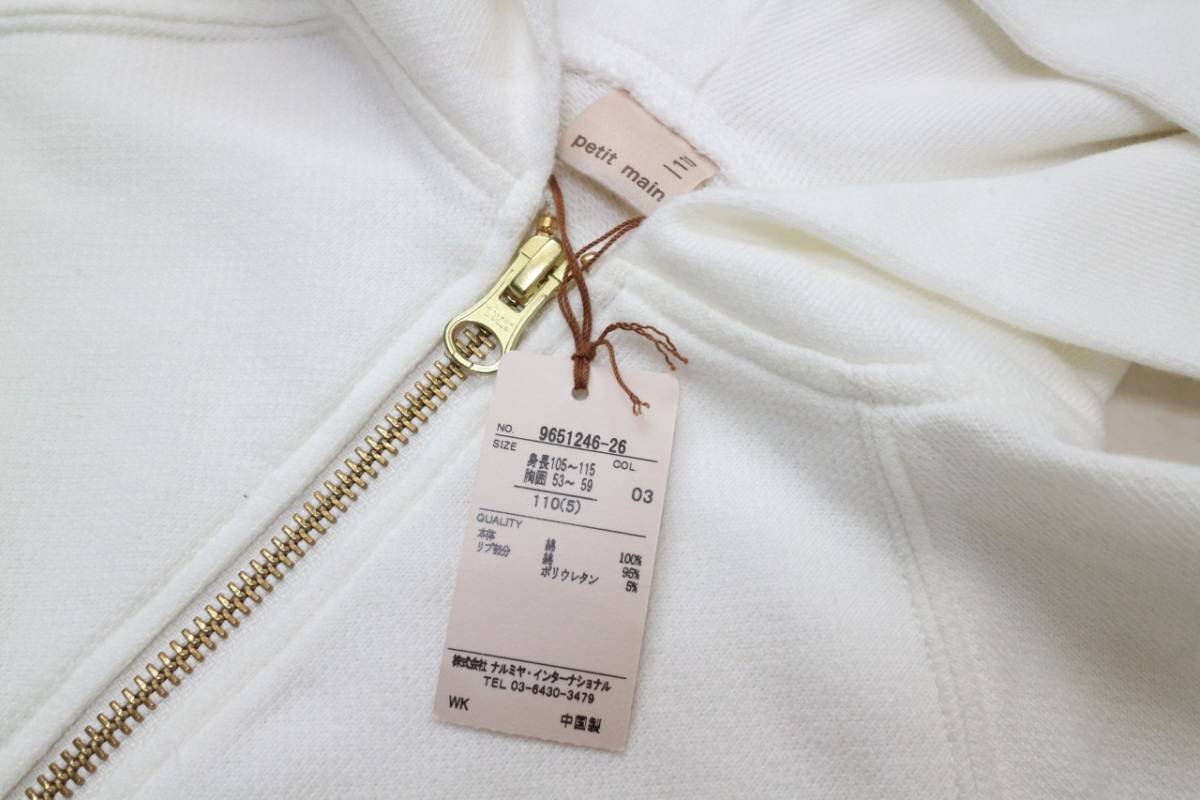 petit main
110
NO. 9651246-26
SIZE 身長105～115 COL
胸囲 53～ 59 03
110(5)
QUALITY
本体 綿 100%
リブ部分 綿 95%
ポリウレタン 5%
株式会社 ナルミヤ・インターナショナル
TEL 03-6430-3479
WK 中国製